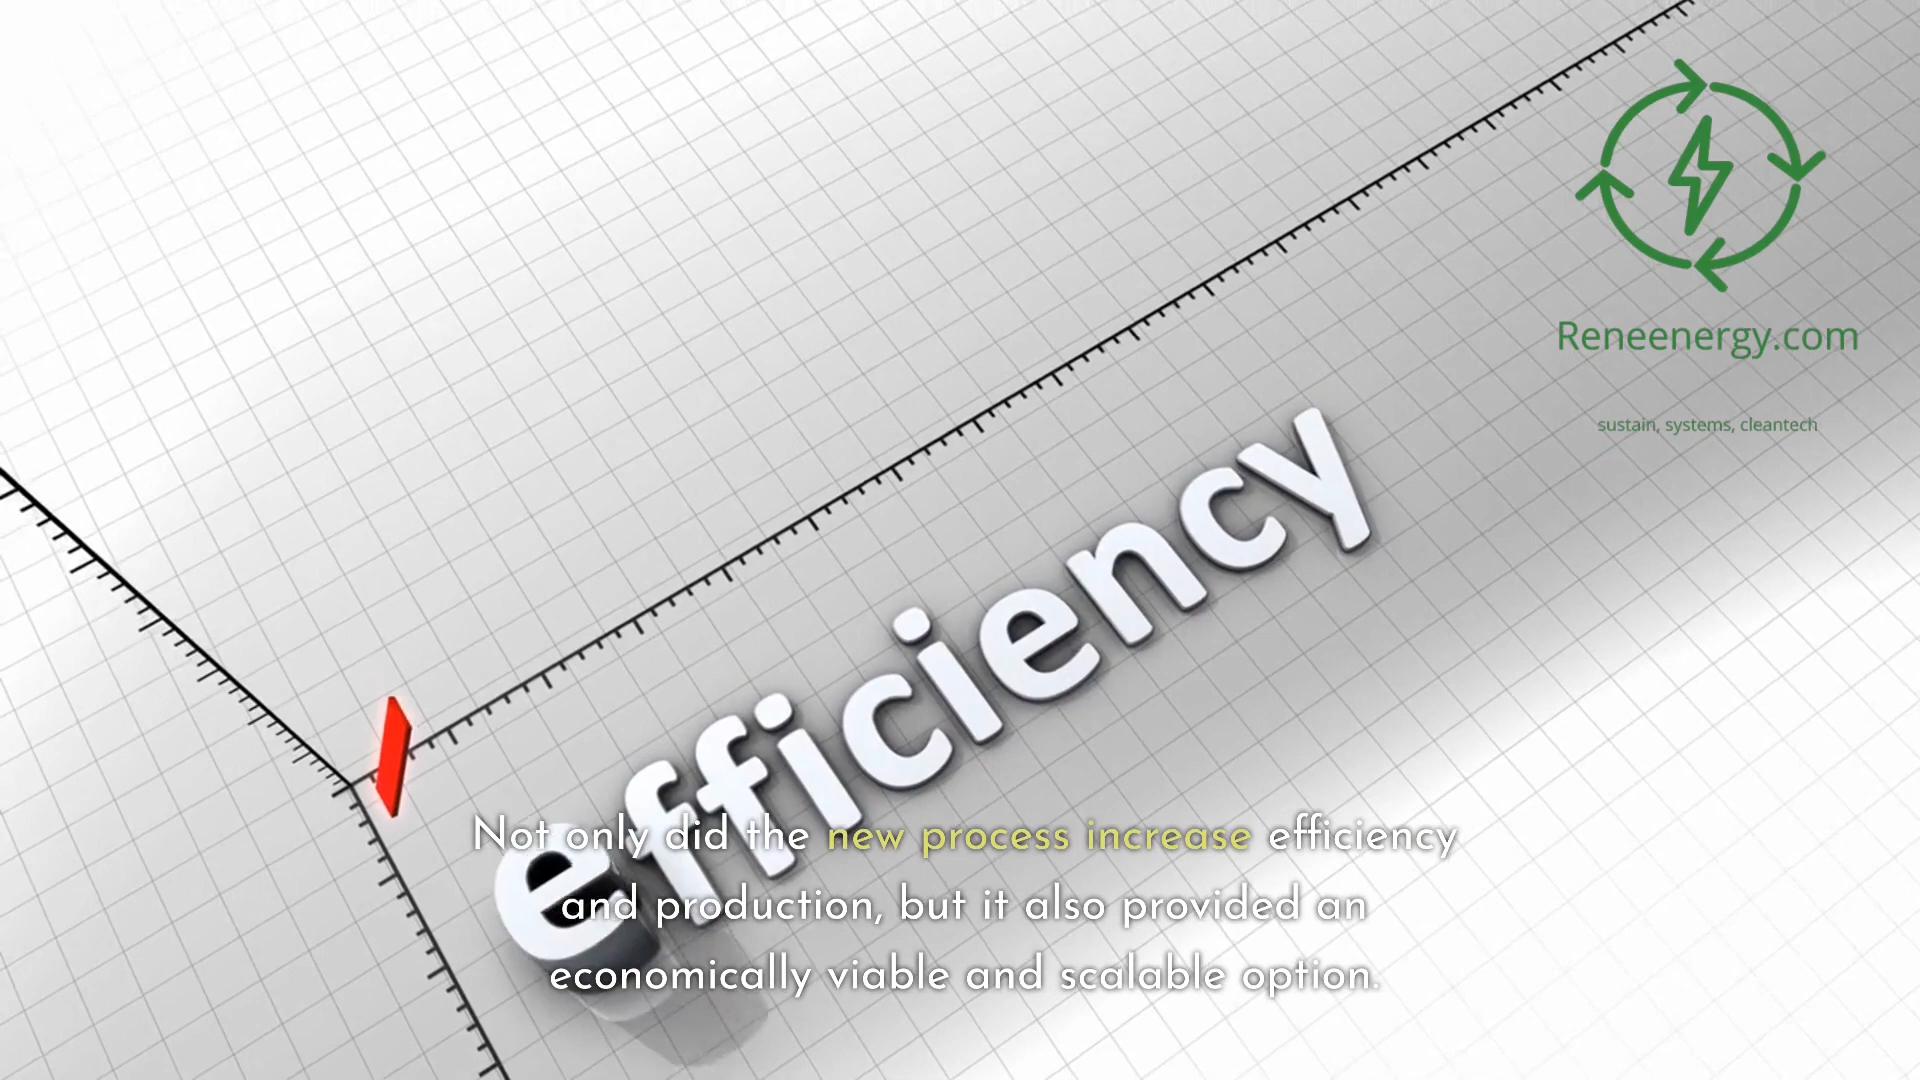 Reneenergy.com
sustain, systems, cleantech
efficiency
Not only did the new process increase efficiency
and production, but it also provided an
economically viable and scalable option.